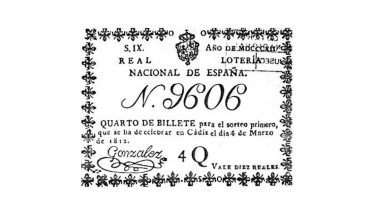 S. IX. AÑO DE MDCCCXII
REAL LOTERIA
NACIONAL DE ESPAÑA.
N. 9606
QUARTO DE BILLETE para el sorteo primero,
que se ha de celebrar en Cádiz el dia 4 de Marzo
de 1812.
Gonzalez 4 Q VALE DIEZ REALES.